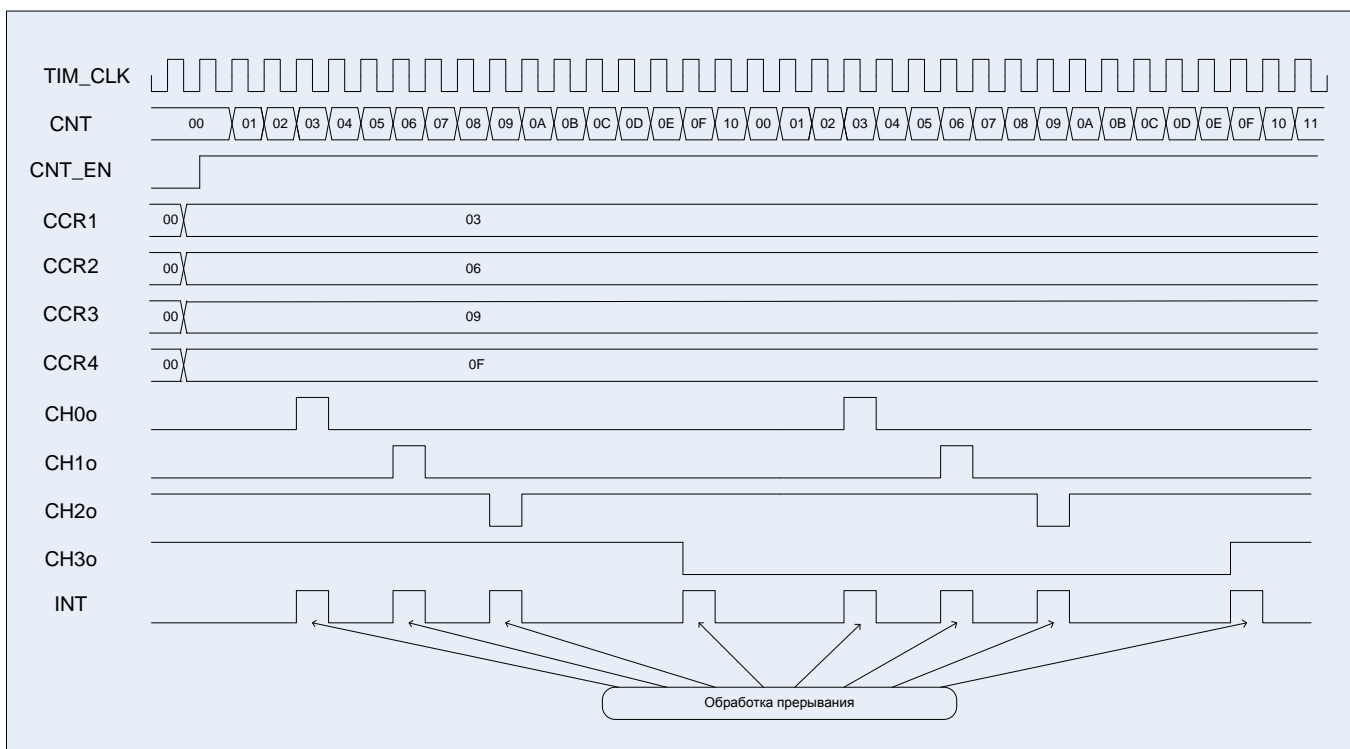 TIM_CLK
CNT 00 01 02 03 04 05 06 07 08 09 0A 0B 0C 0D 0E 0F 10 00 01 02 03 04 05 06 07 08 09 0A 0B 0C 0D 0E 0F 10 11
CNT_EN
CCR1 00 03
CCR2 00 06
CCR3 00 09
CCR4 00 0F
CH0o
CH1o
CH2o
CH3o
INT
Обработка прерывания